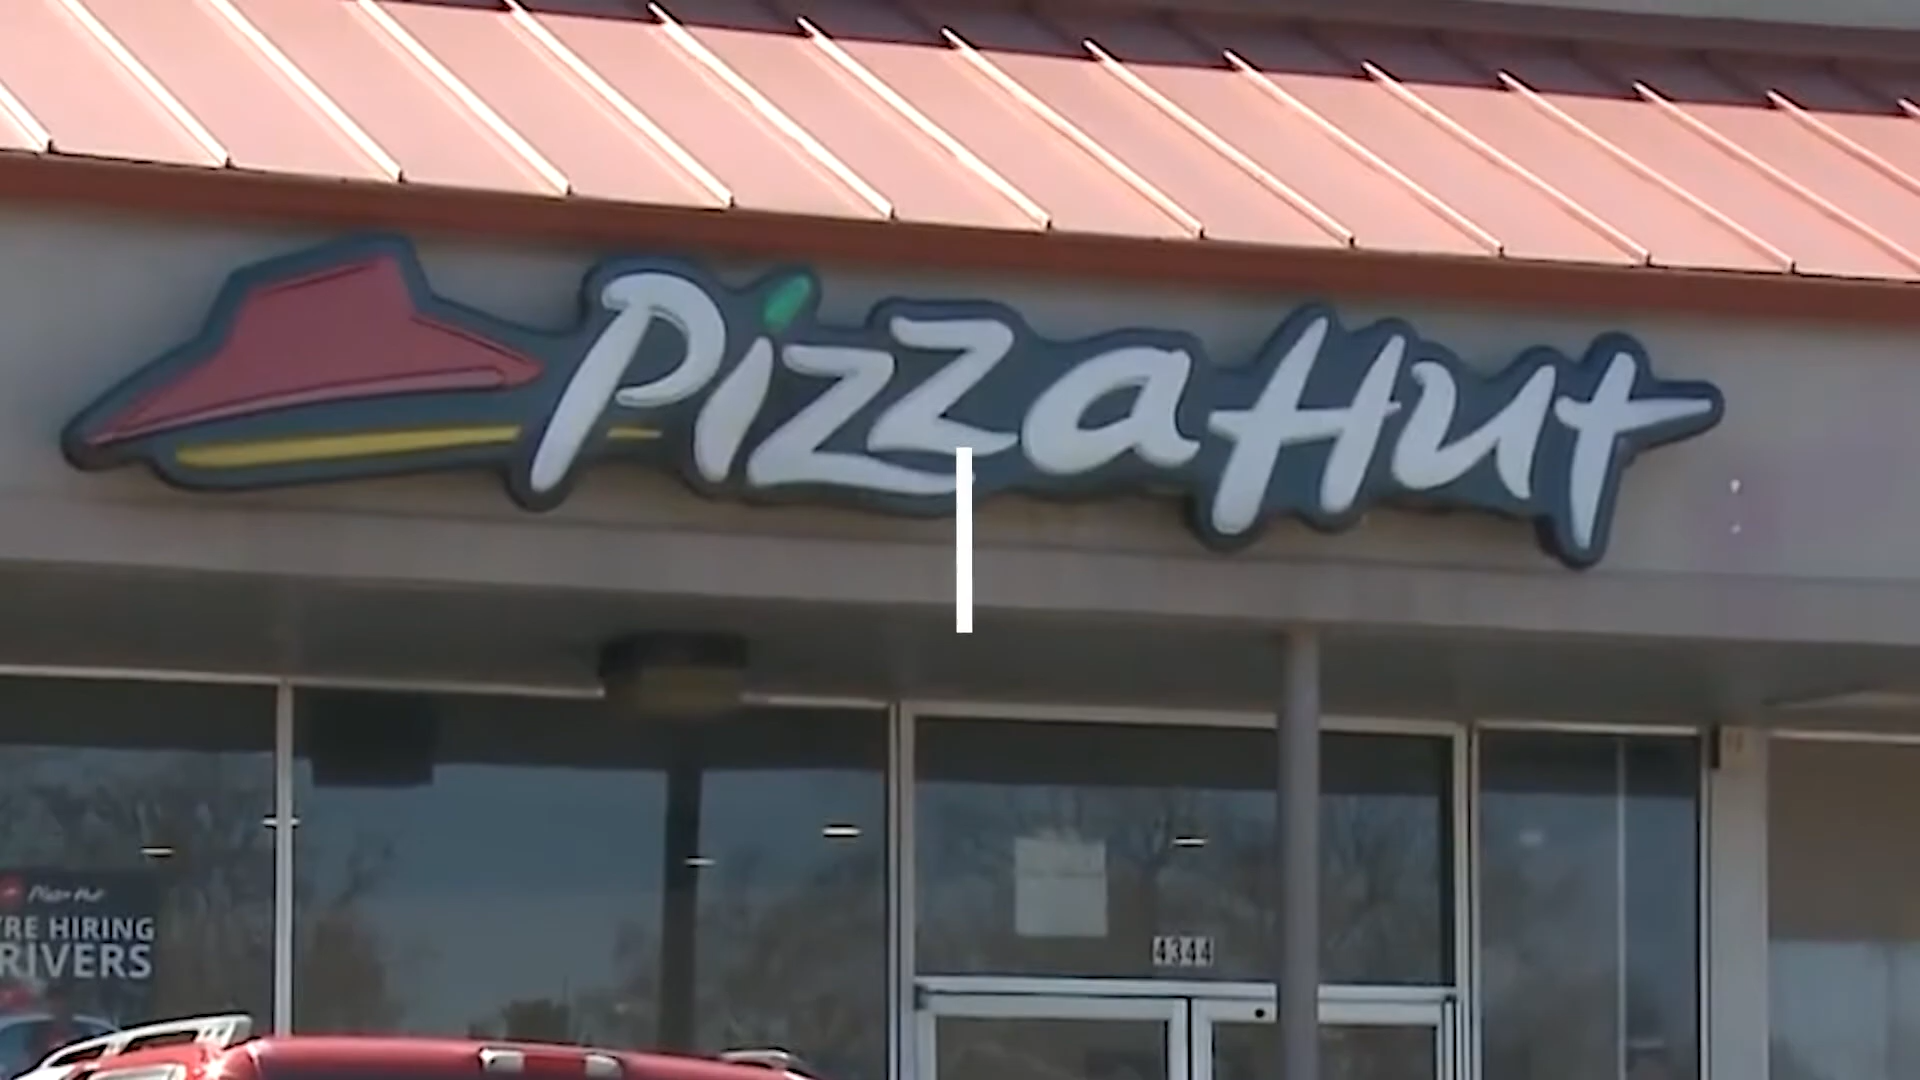 Pizza Hut
Pizza Hut
'RE HIRING
RIVERS
4344